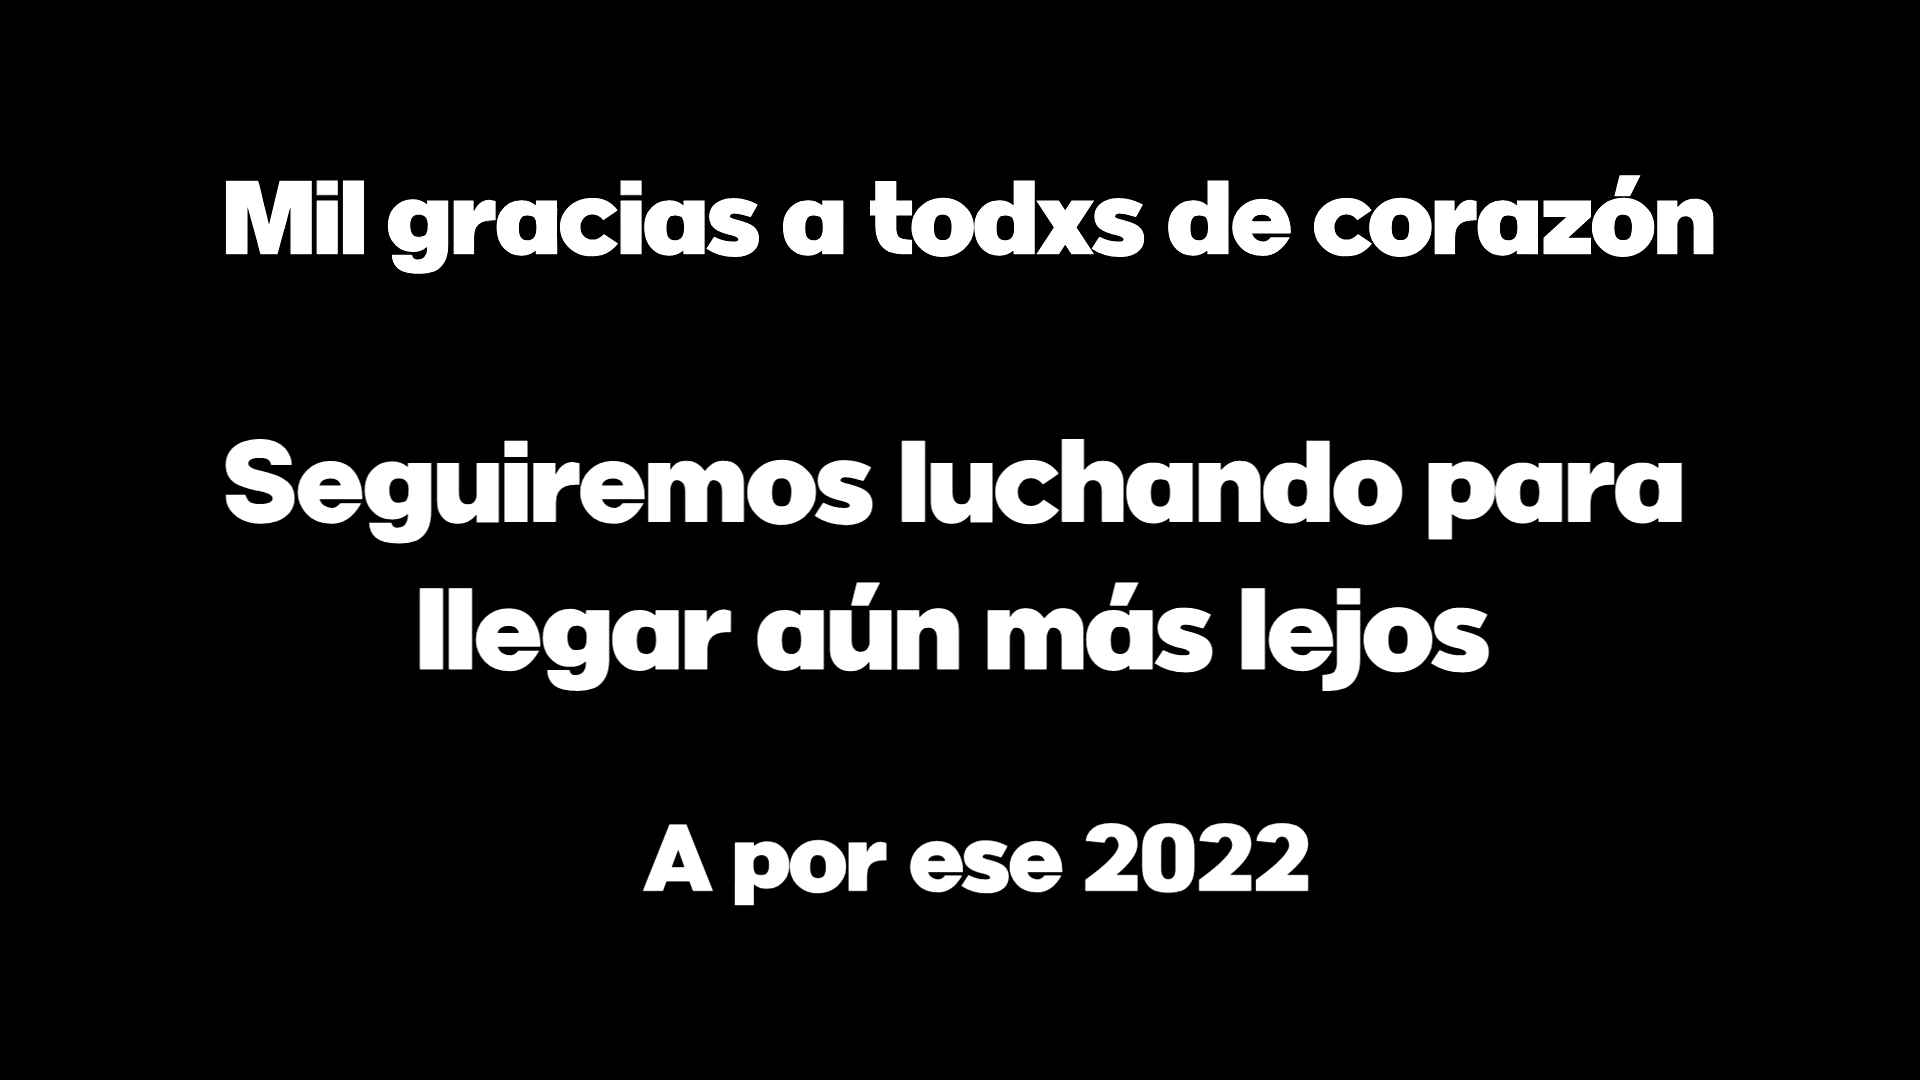 Mil gracias a todxs de corazón
Seguiremos luchando para
llegar aún más lejos
A por ese 2022